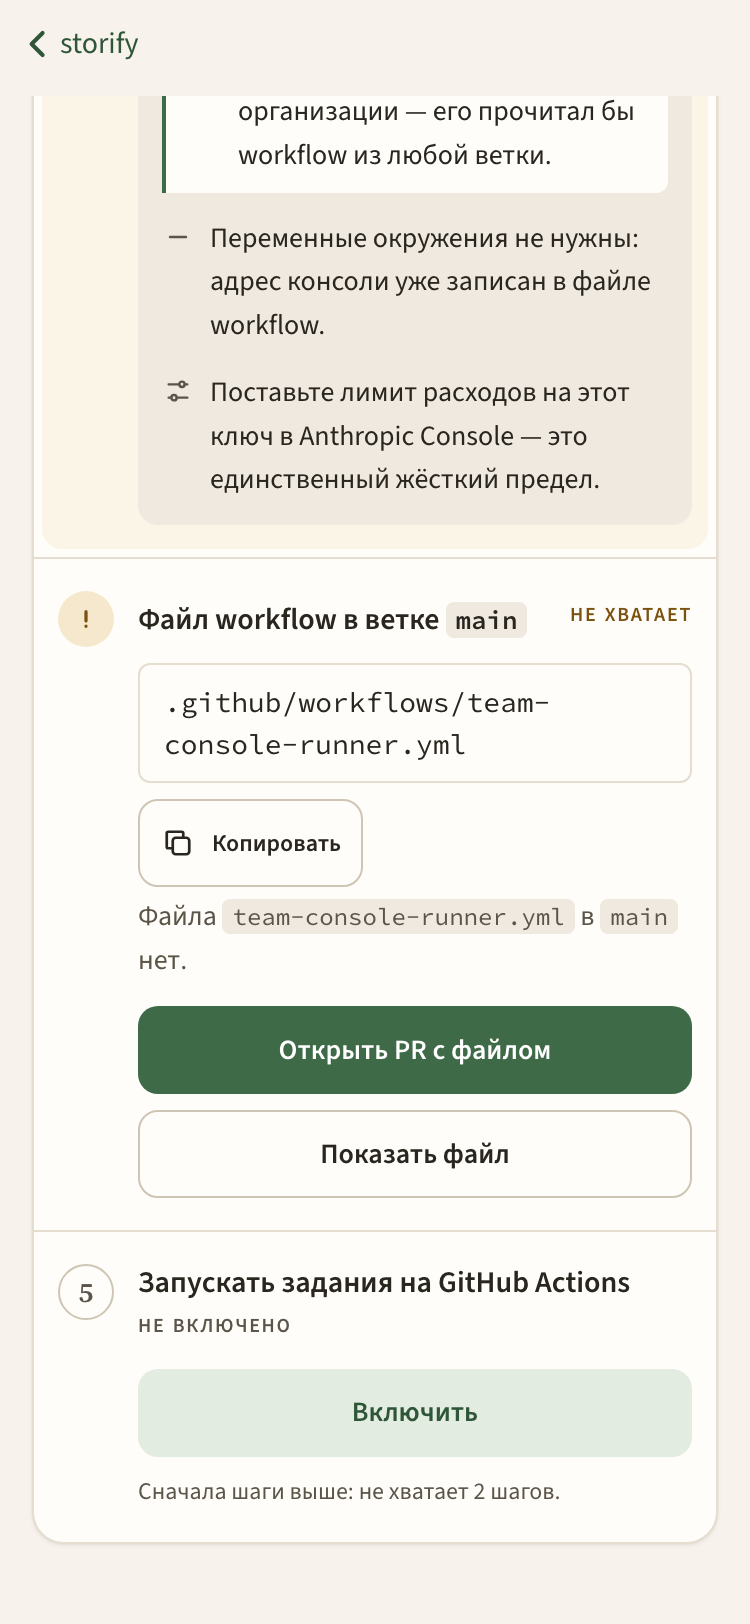 storify
организации — его прочитал бы
workflow из любой ветки.
— Переменные окружения не нужны:
адрес консоли уже записан в файле
workflow.
Поставьте лимит расходов на этот
ключ в Anthropic Console — это
единственный жёсткий предел.
! Файл workflow в ветке main НЕ ХВАТАЕТ
.github/workflows/team-
console-runner.yml
Копировать
Файла team-console-runner.yml в main
нет.
Открыть PR с файлом
Показать файл
5 Запускать задания на GitHub Actions
НЕ ВКЛЮЧЕНО
Включить
Сначала шаги выше: не хватает 2 шагов.